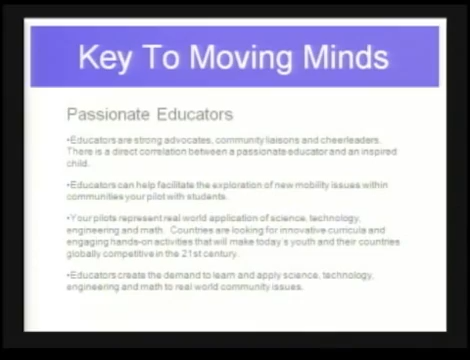 Key To Moving Minds
Passionate Educators
•Educators are strong advocates, community liaisons and cheerleaders.
There is a direct correlation between a passionate educator and an inspired
child.
•Educators can help facilitate the exploration of new mobility issues within
communities your pilot with students.
•Your pilots represent real world application of science, technology,
engineering and math. Countries are looking for innovative curricula and
engaging hands-on activities that will make today's youth and their countries
globally competitive in the 21st century.
•Educators create the demand to learn and apply science, technology,
engineering and math to real world community issues.